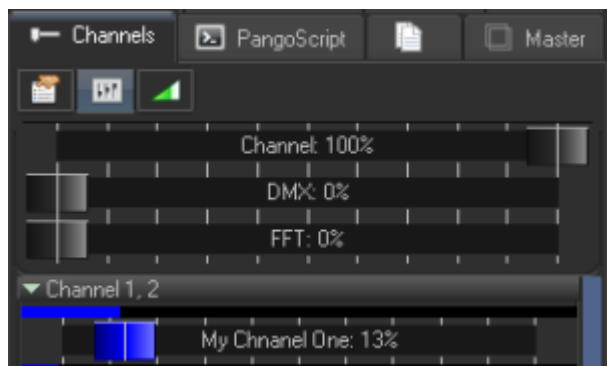 Channels PangoScript Master
Channel: 100%
DMX: 0%
FFT: 0%
Channel 1, 2
My Chnanel One: 13%